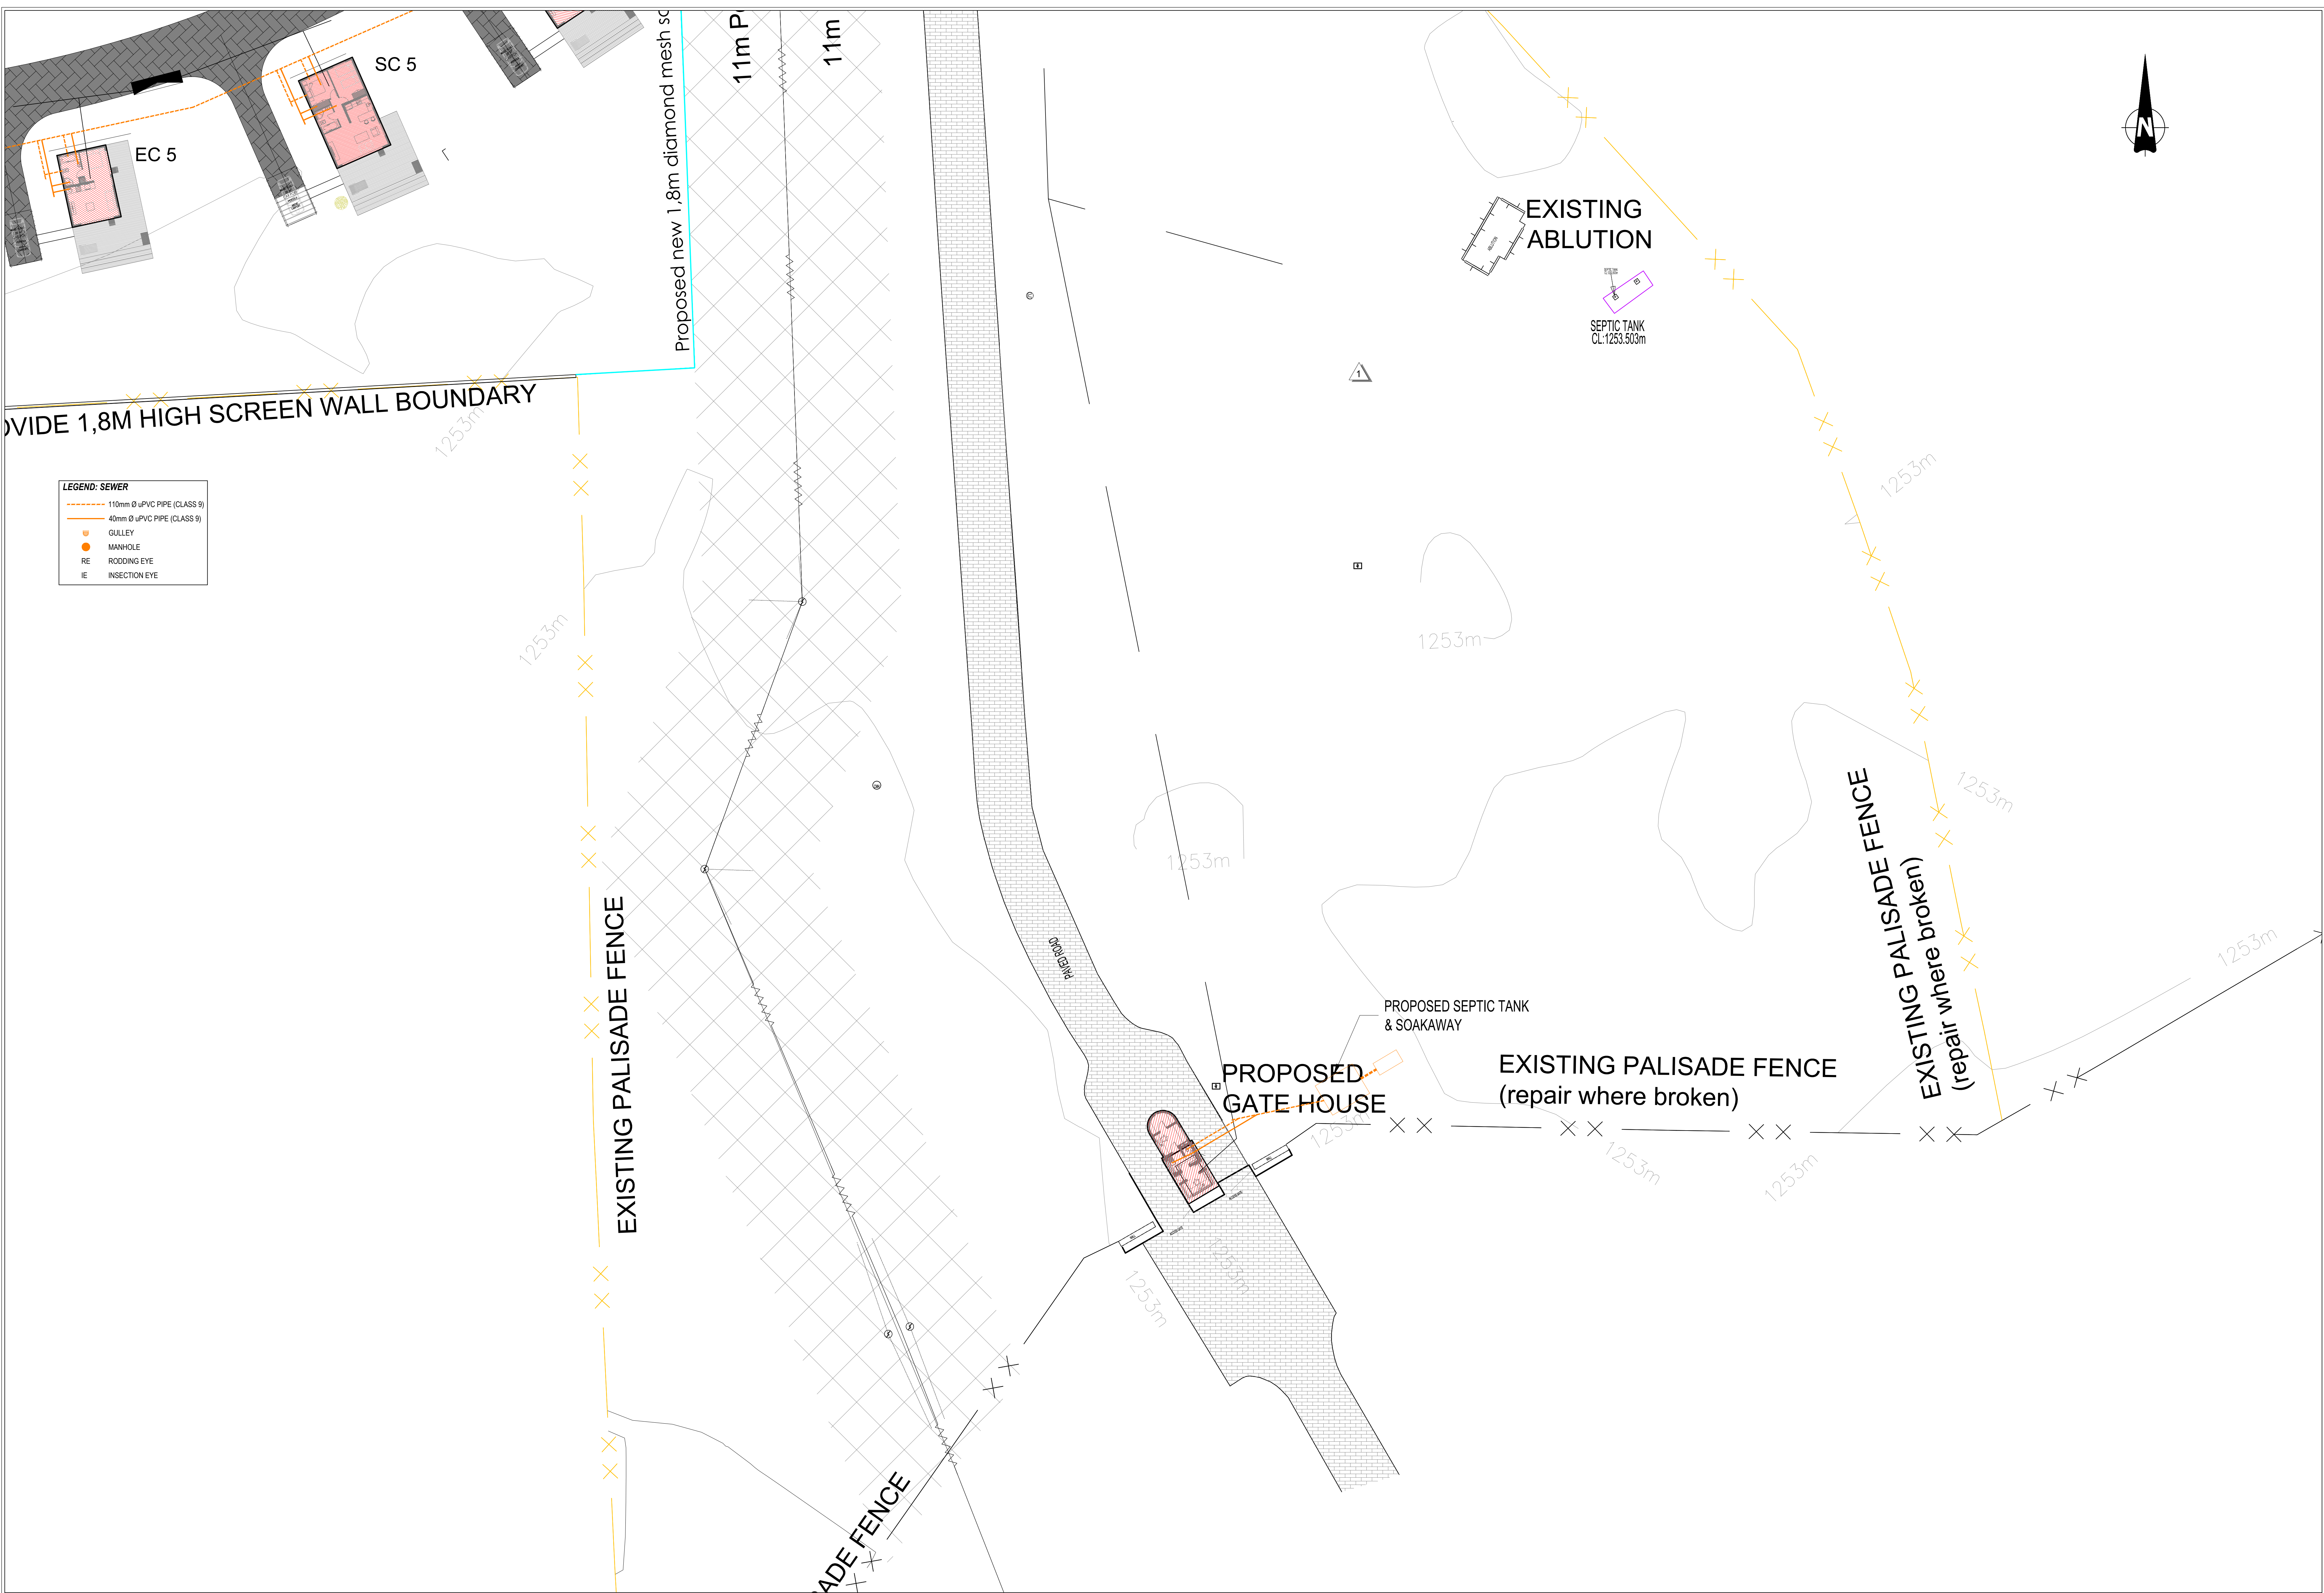 SC 5
EC 5
11m
11m
Proposed new 1,8m diamond mesh
N
EXISTING
ABLUTION
ABLUTION
SEPTIC TANK
CL:1253.503m
1
OVIDE 1,8M HIGH SCREEN WALL BOUNDARY
1253m
LEGEND: SEWER
110mm Ø uPVC PIPE (CLASS 9)
40mm Ø uPVC PIPE (CLASS 9)
GULLEY
MANHOLE
RE RODDING EYE
IE INSECTION EYE
1253m
1253m
1253m
1253m
1253m
1253m
EXISTING PALISADE FENCE
PAVED ROAD
EXISTING PALISADE FENCE
(repair where broken)
PROPOSED SEPTIC TANK
& SOAKAWAY
PROPOSED
GATE HOUSE
EXISTING PALISADE FENCE
(repair where broken)
1253m
1253m
1253m
1253m
1253m
ADE FENCE